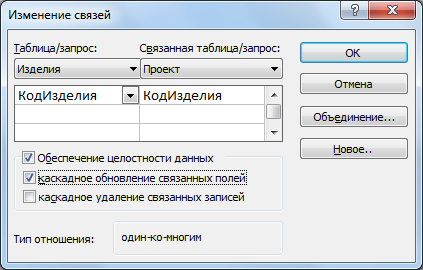 Изменение связей
Таблица/запрос: Связанная таблица/запрос:
Изделия Проект
КодИзделия КодИзделия
Обеспечение целостности данных
каскадное обновление связанных полей
каскадное удаление связанных записей
Тип отношения: один-ко-многим
ОК
Отмена
Объединение...
Новое..